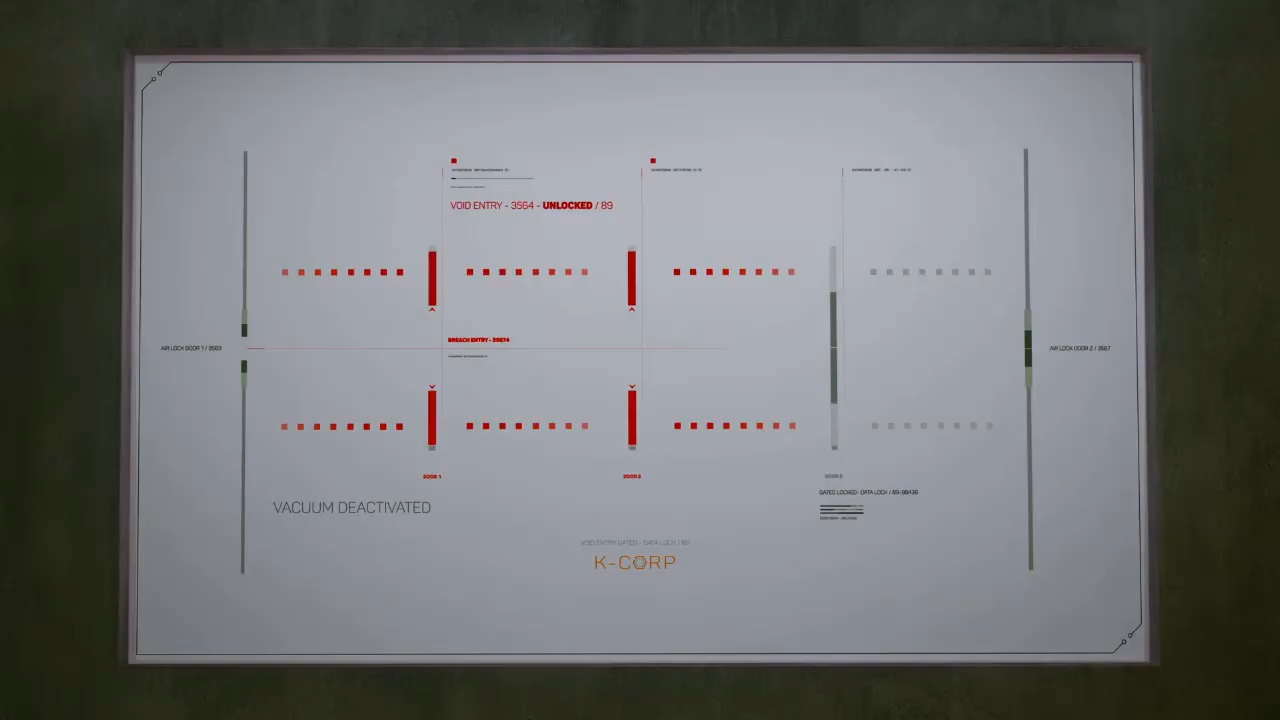 VOID ENTRY - 3564 - UNLOCKED / 89
BREACH ENTRY - 35674
AIR LOCK DOOR 1 / 3563
AIR LOCK DOOR 2 / 3567
DOOR 1
DOOR 2
DOOR 3
GATES LOCKED- DATA LOCK / 89-98436
VACUUM DEACTIVATED
VOID ENTRY GATES - DATA LOCK / 89
K-CORP